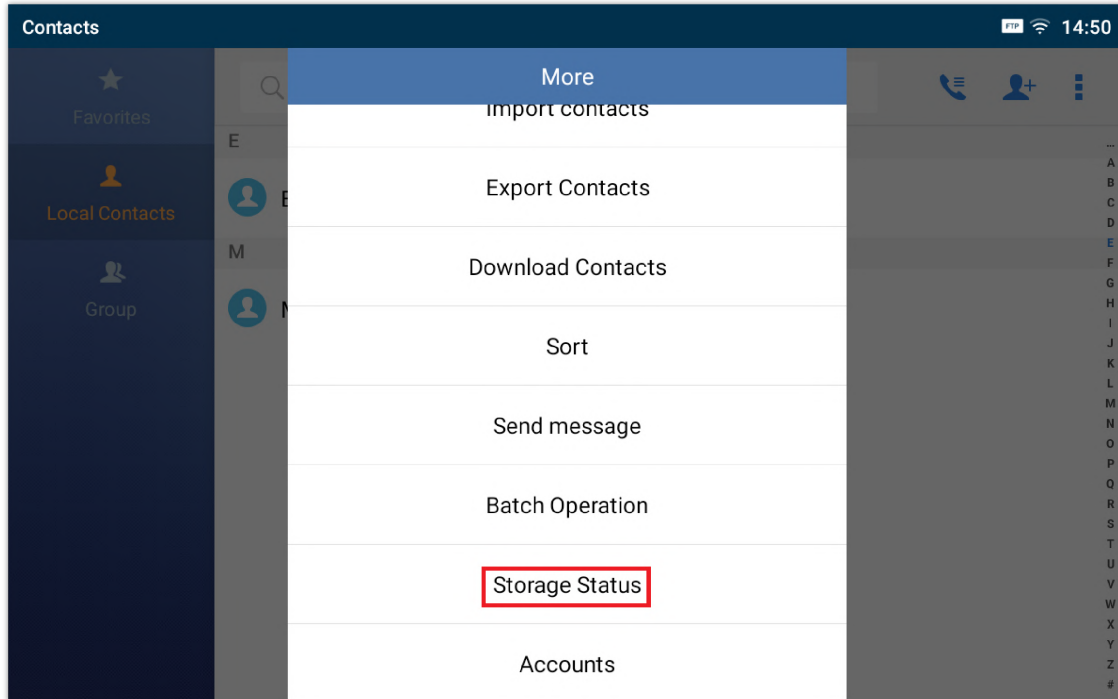 Contacts
FTP
14:50
Favorites
Local Contacts
Group
More
Import contacts
Export Contacts
Download Contacts
Sort
Send message
Batch Operation
Storage Status
Accounts
E
E
M
M
...
A
B
C
D
E
F
G
H
I
J
K
L
M
N
O
P
Q
R
S
T
U
V
W
X
Y
Z
#